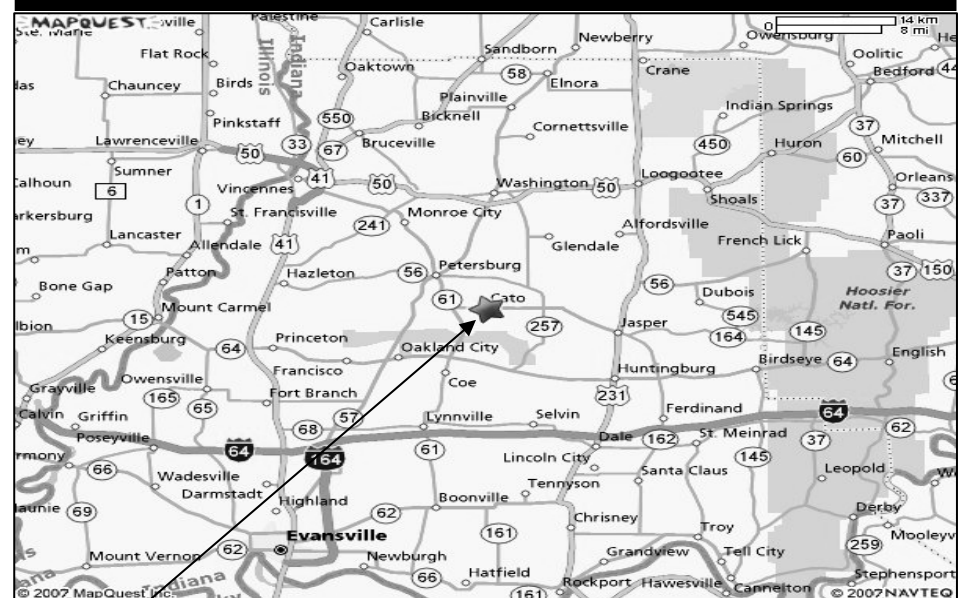 MAPQUEST
Palestine
Carlisle
Newberry
14 km
8 mi
0
Owensburg
Ste. Marie
ville
Flat Rock
Illinois
Indiana
Oaktown
Sandborn
58
Elnora
Crane
Oolitic
Bedford
44
Chauncey
Birds
Plainville
Indian Springs
Pinkstaff
550
Bicknell
Cornettsville
37
Lawrenceville
50
33
67
Bruceville
450
Huron
60
Mitchell
Sumner
6
Vincennes
41
50
Washington
50
Loogootee
Shoals
Orleans
337
37
1
St. Francisville
241
Monroe City
Alfordsville
Lancaster
Allendale
41
Glendale
French Lick
Paoli
Patton
Hazleton
56
Petersburg
56
37
150
Bone Gap
61
Cato
Dubois
Hoosier
Natl. For.
Mount Carmel
545
15
257
Jasper
145
Keensburg
64
Princeton
Oakland City
164
Francisco
Birdseye
64
English
Owensville
Coe
Huntingburg
Grayville
165
65
Fort Branch
231
Calvin
Griffin
57
Lynnville
Selvin
Ferdinand
64
62
Poseyville
68
61
Dale
162
St. Meinrad
37
64
164
Lincoln City
145
66
Wadesville
Santa Claus
Leopold
Darmstadt
Tennyson
Highland
Boonville
69
62
Chrisney
Derby
Evansville
161
Troy
Mooleyv
Mount Vernon
62
Newburgh
Grandview
Tell City
259
66
Hatfield
Stephensport
Indiana
Rockport
Hawesville
Cannelton
161
© 2007 MapQuest Inc.
© 2007 NAVTEQ